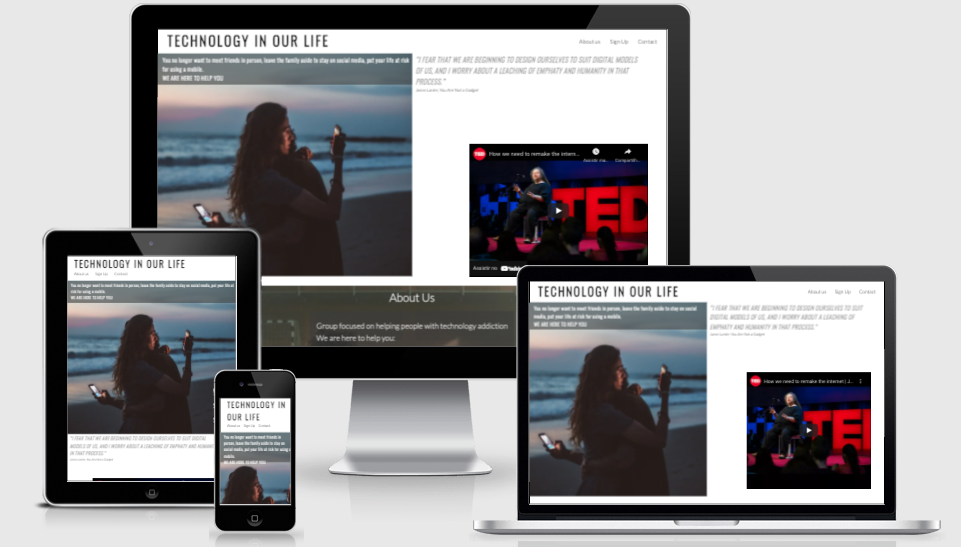 TECHNOLOGY IN OUR LIFE
About us Sign Up Contact
You no longer want to meet friends in person, leave the family aside to stay on social media, put your life at risk
for using a mobile.
WE ARE HERE TO HELP YOU
"I FEAR THAT WE ARE BEGINNING TO DESIGN OURSELVES TO SUIT DIGITAL MODELS
OF US, AND I WORRY ABOUT A LEACHING OF EMPHATY AND HUMANITY IN THAT
PROCESS."
Jaron Lanier, You Are Not a Gadget
TED How we need to remake the intern...
Assistir ma... Compartilh...
TED
Assistir no YouTube
About Us
Group focused on helping people with technology addiction
We are here to help you:
TECHNOLOGY IN OUR LIFE
About us Sign Up Contact
You no longer want to meet friends in person, leave the family aside to stay on social media, put your life at risk
for using a mobile.
WE ARE HERE TO HELP YOU
"I FEAR THAT WE ARE BEGINNING TO DESIGN OURSELVES TO SUIT DIGITAL
MODELS OF US, AND I WORRY ABOUT A LEACHING OF EMPHATY AND HUMANITY
IN THAT PROCESS."
Jaron Lanier, You Are Not a Gadget
TECHNOLOGY IN
OUR LIFE
About us Sign Up Contact
You no longer want to meet friends in
person, leave the family aside to stay on
social media, put your life at risk for using a
mobile.
WE ARE HERE TO HELP YOU
TECHNOLOGY IN OUR LIFE
About us Sign Up Contact
You no longer want to meet friends in person, leave the family aside to stay on social
media, put your life at risk for using a mobile.
WE ARE HERE TO HELP YOU
"I FEAR THAT WE ARE BEGINNING TO DESIGN OURSELVES TO SUIT
DIGITAL MODELS OF US, AND I WORRY ABOUT A LEACHING OF
EMPHATY AND HUMANITY IN THAT PROCESS."
Jaron Lanier, You Are Not a Gadget
TED How we need to remake the internet | J...
TED